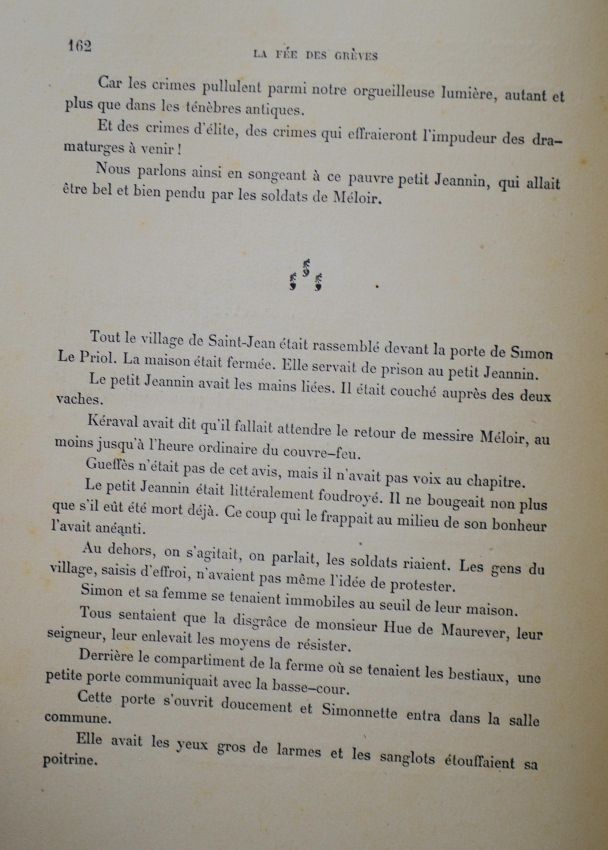 162
LA FÉE DES GRÈVES
Car les crimes pullulent parmi notre orgueilleuse lumière, autant et
plus que dans les ténèbres antiques.
Et des crimes d'élite, des crimes qui effraieront l'impudeur des dra-
maturges à venir !
Nous parlons ainsi en songeant à ce pauvre petit Jeannin, qui allait
être bel et bien pendu par les soldats de Méloir.
Tout le village de Saint-Jean était rassemblé devant la porte de Simon
Le Priol. La maison était fermée. Elle servait de prison au petit Jeannin.
Le petit Jeannin avait les mains liées. Il était couché auprès des deux
vaches.
Kéraval avait dit qu'il fallait attendre le retour de messire Méloir, au
moins jusqu'à l'heure ordinaire du couvre-feu.
Gueffès n'était pas de cet avis, mais il n'avait pas voix au chapitre.
Le petit Jeannin était littéralement foudroyé. Il ne bougeait non plus
que s'il eût été mort déjà. Ce coup qui le frappait au milieu de son bonheur
l'avait anéanti.
Au dehors, on s'agitait, on parlait, les soldats riaient. Les gens du
village, saisis d'effroi, n'avaient pas même l'idée de protester.
Simon et sa femme se tenaient immobiles au seuil de leur maison.
Tous sentaient que la disgrâce de monsieur Hue de Maurever, leur
seigneur, leur enlevait les moyens de résister.
Derrière le compartiment de la ferme où se tenaient les bestiaux, une
petite porte communiquait avec la basse-cour.
Cette porte s'ouvrit doucement et Simonnette entra dans la salle
commune.
Elle avait les yeux gros de larmes et les sanglots étouffaient sa
poitrine.